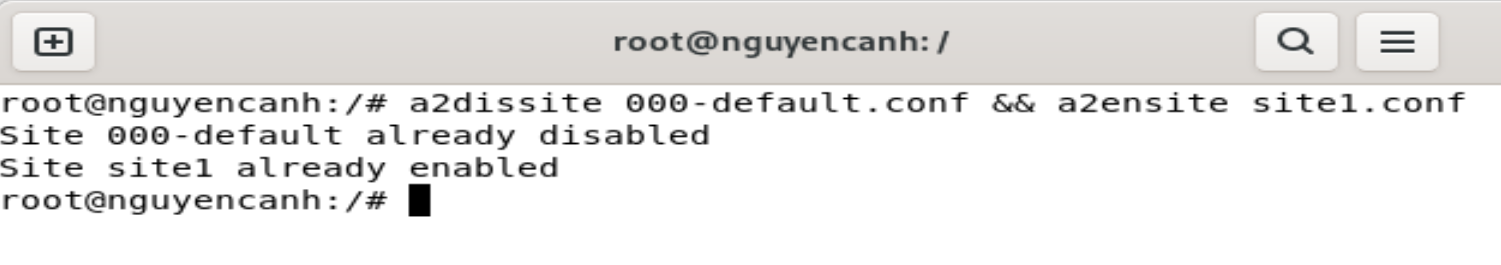 root@nguyencanh: /
root@nguyencanh:/# a2dissite 000-default.conf && a2ensite site1.conf
Site 000-default already disabled
Site site1 already enabled
root@nguyencanh:/#